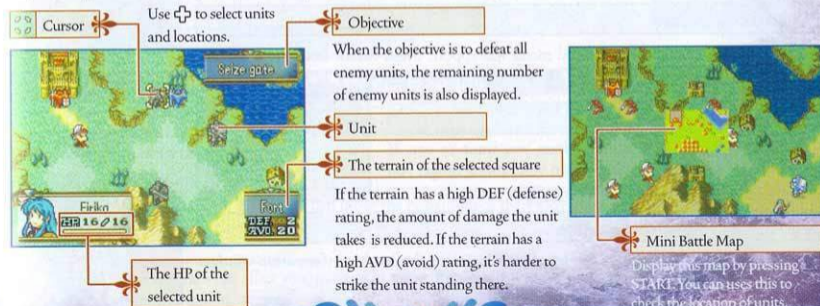 Cursor
Use to select units
and locations.
Objective
When the objective is to defeat all
enemy units, the remaining number
of enemy units is also displayed.
Seize gate
Unit
The terrain of the selected square
If the terrain has a high DEF (defense)
rating, the amount of damage the unit
takes is reduced. If the terrain has a
high AVD (avoid) rating, it's harder to
strike the unit standing there.
Eirika
HP 16/16
Fort
DEF 2
AVO 20
The HP of the
selected unit
Mini Battle Map
Display this map by pressing
START. You can uses this to
check the location of units